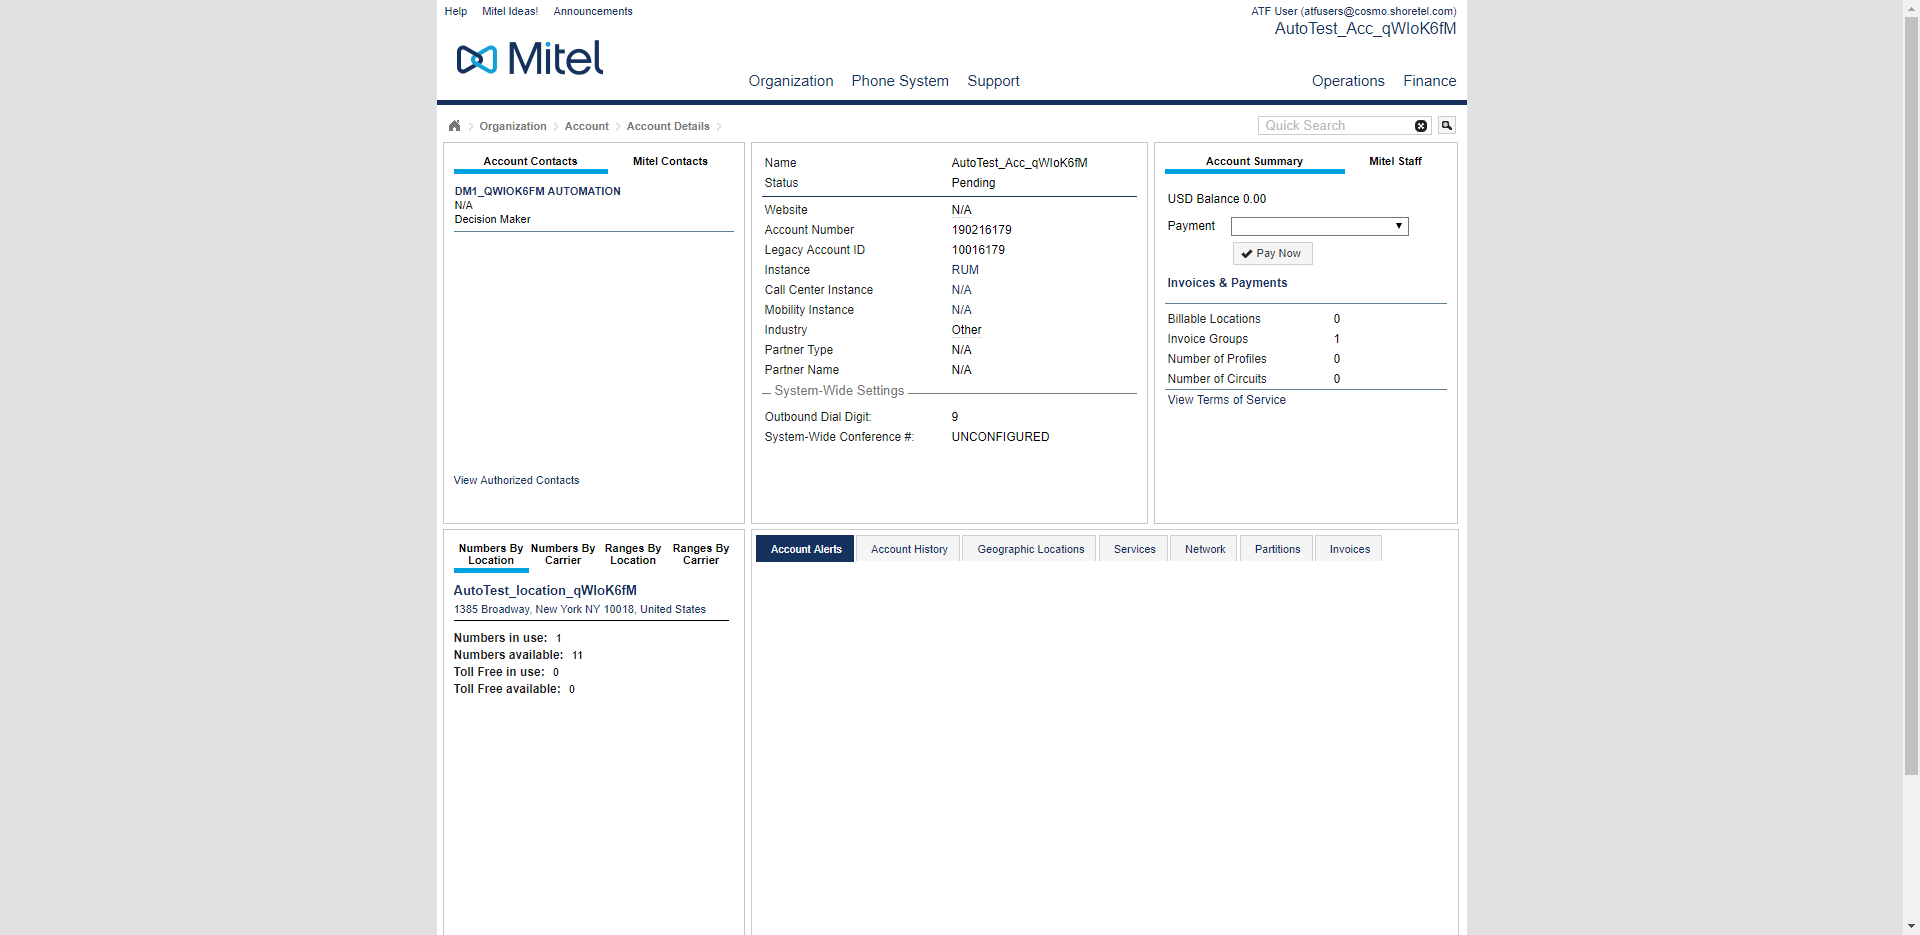 Help Mitel Ideas! Announcements
ATF User (atfusers@cosmo.shoretel.com)
AutoTest_Acc_qWIoK6fM
Mitel
Organization Phone System Support Operations Finance
Organization Account Account Details
Quick Search
Account Contacts Mitel Contacts
DM1_QWIOK6FM AUTOMATION
N/A
Decision Maker
View Authorized Contacts
Name AutoTest_Acc_qWIoK6fM
Status Pending
Website N/A
Account Number 190216179
Legacy Account ID 10016179
Instance RUM
Call Center Instance N/A
Mobility Instance N/A
Industry Other
Partner Type N/A
Partner Name N/A
System-Wide Settings
Outbound Dial Digit: 9
System-Wide Conference #: UNCONFIGURED
Account Summary Mitel Staff
USD Balance 0.00
Payment
Pay Now
Invoices & Payments
Billable Locations 0
Invoice Groups 1
Number of Profiles 0
Number of Circuits 0
View Terms of Service
Numbers By Location Numbers By Carrier Ranges By Location Ranges By Carrier
AutoTest_location_qWIoK6fM
1385 Broadway, New York NY 10018, United States
Numbers in use: 1
Numbers available: 11
Toll Free in use: 0
Toll Free available: 0
Account Alerts Account History Geographic Locations Services Network Partitions Invoices